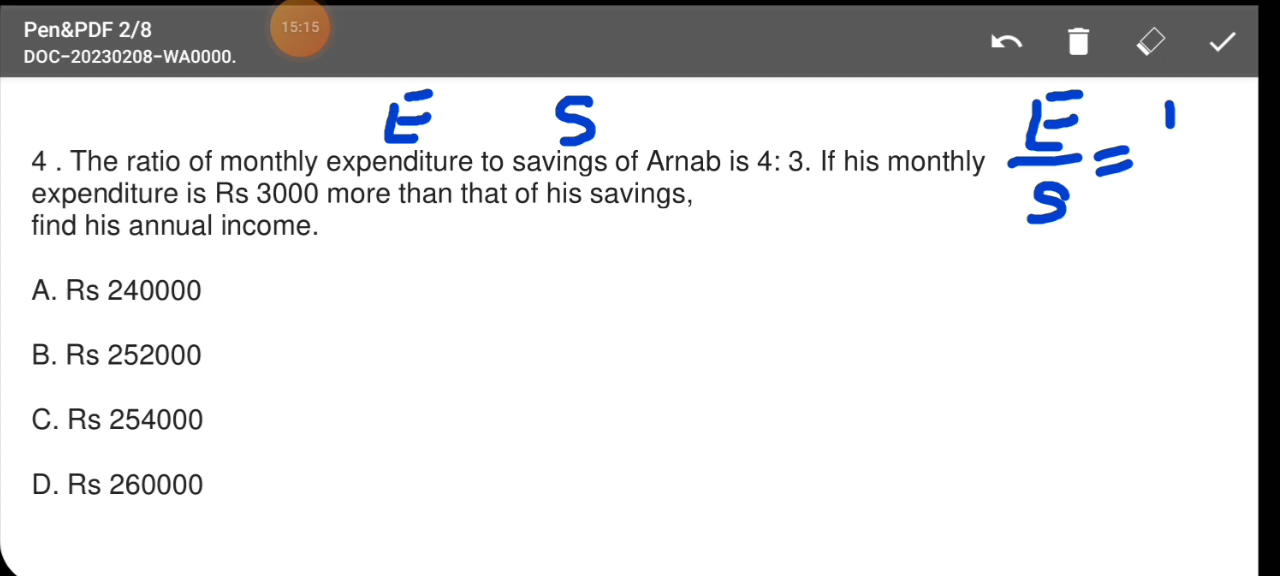 Pen&PDF 2/8
15:15
DOC-20230208-WA0000.
E S
E
= '
S
4 . The ratio of monthly expenditure to savings of Arnab is 4: 3. If his monthly
expenditure is Rs 3000 more than that of his savings,
find his annual income.
A. Rs 240000
B. Rs 252000
C. Rs 254000
D. Rs 260000